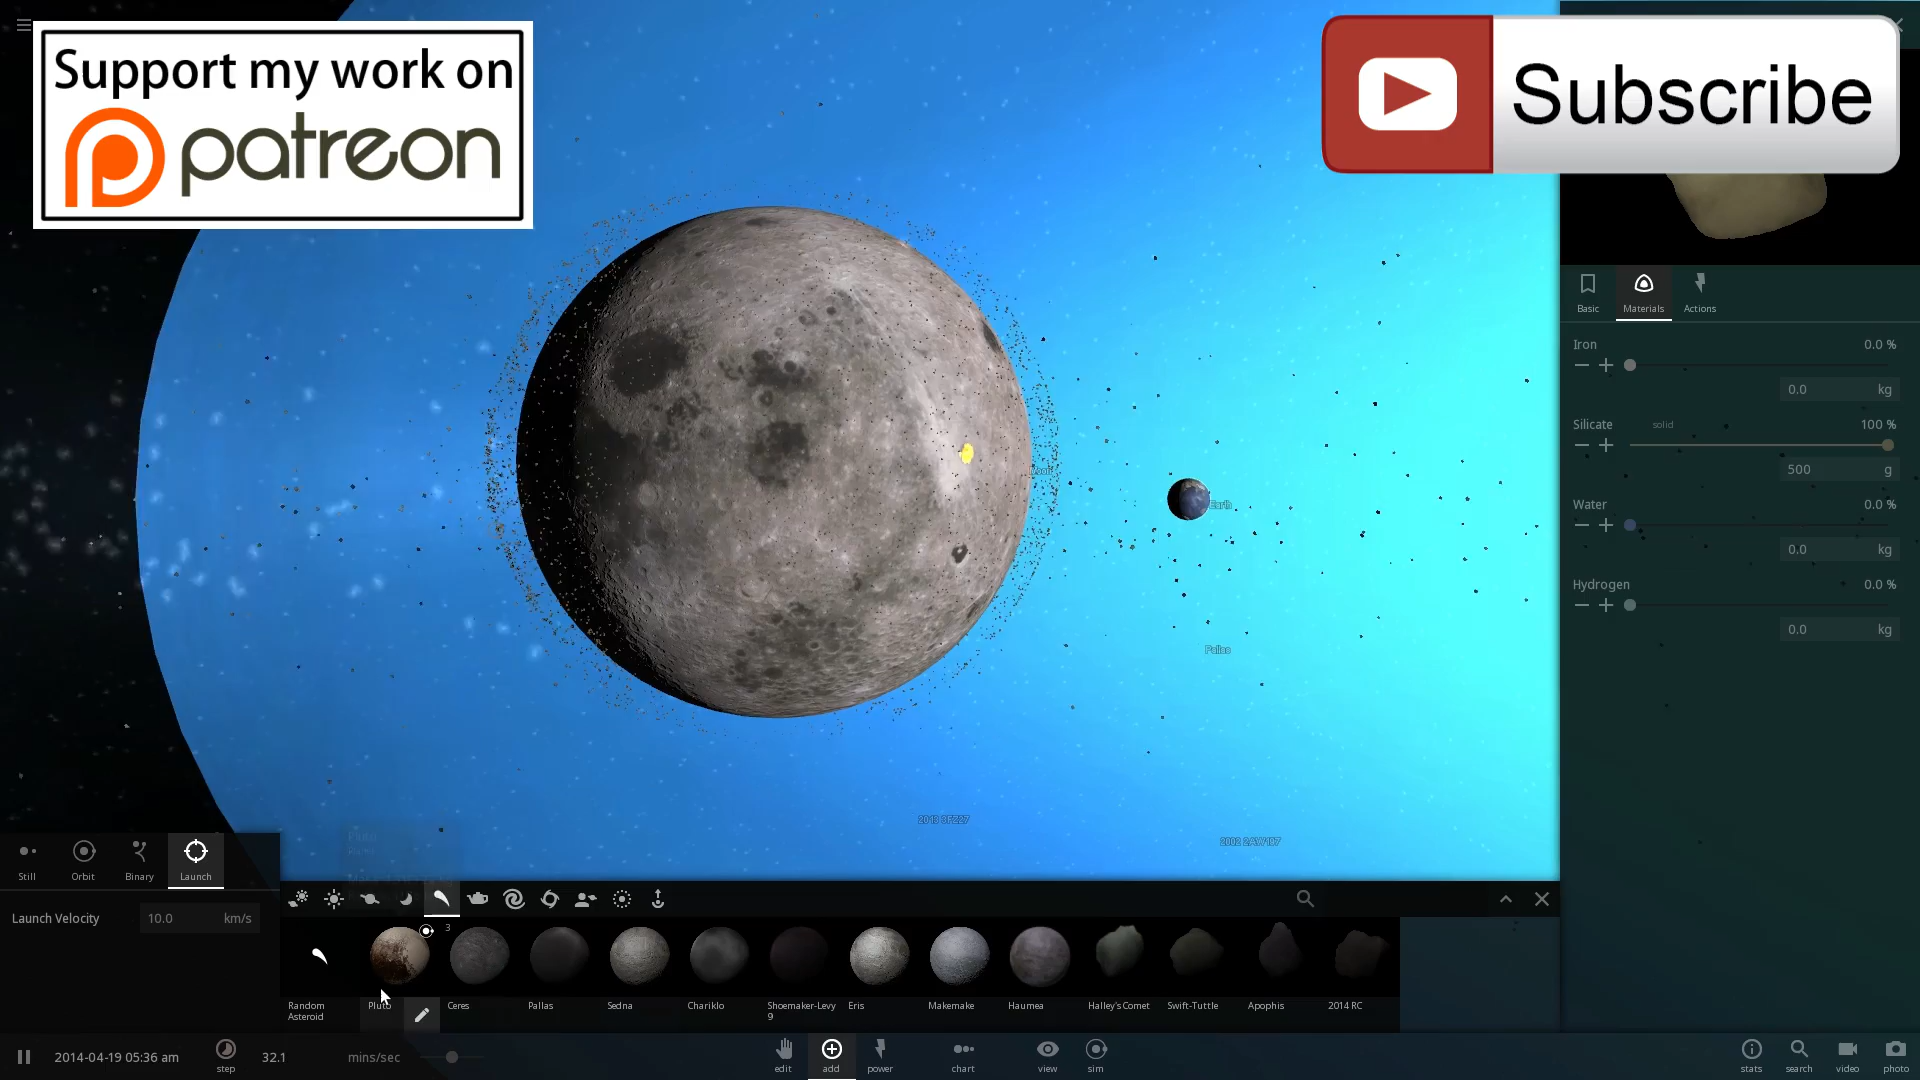 Support my work on
patreon
Subscribe
Basic
Materials
Actions
Iron
0.0 %
0.0 kg
Silicate
solid
100 %
500 g
Water
0.0 %
0.0 kg
Hydrogen
0.0 %
0.0 kg
Moon
Earth
Pallas
Still
Orbit
Binary
Launch
Launch Velocity
10.0 km/s
3
Random
Asteroid
Pluto
Ceres
Pallas
Sedna
Chariklo
Shoemaker-Levy
9
Eris
Makemake
Haumea
Halley's Comet
Swift-Tuttle
Apophis
2014 RC
2014-04-19 05:36 am
step
32.1
mins/sec
edit
add
power
chart
view
sim
stats
search
video
photo